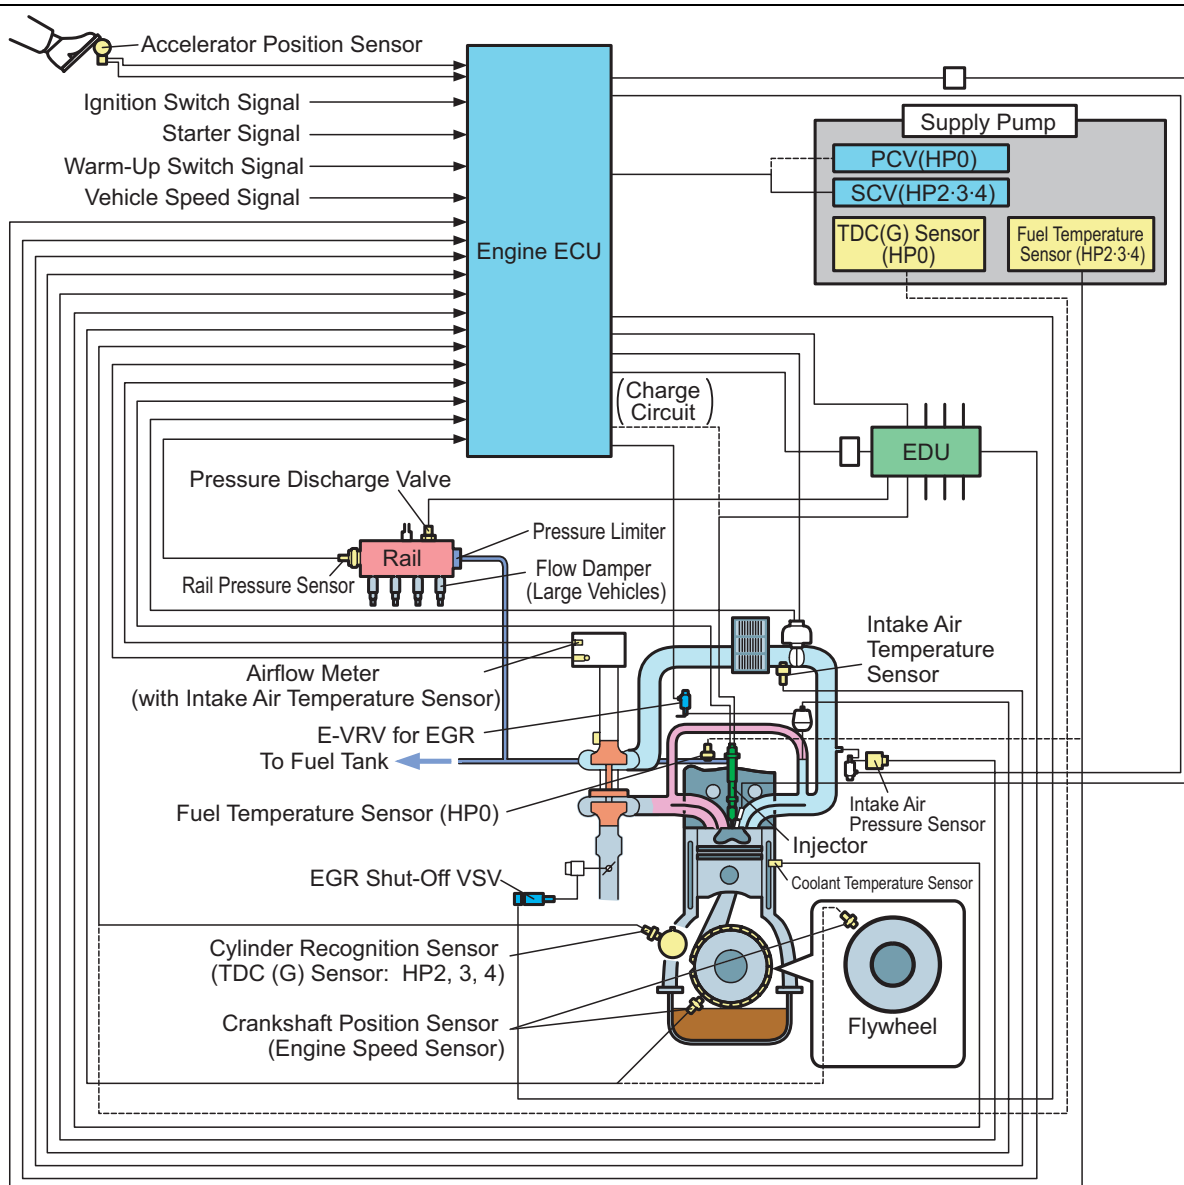 Accelerator Position Sensor
Ignition Switch Signal
Starter Signal
Warm-Up Switch Signal
Vehicle Speed Signal
Engine ECU
Supply Pump
PCV(HP0)
SCV(HP2·3·4)
TDC(G) Sensor
(HP0)
Fuel Temperature
Sensor (HP2·3·4)
(Charge
Circuit)
EDU
Pressure Discharge Valve
Pressure Limiter
Rail
Rail Pressure Sensor
Flow Damper
(Large Vehicles)
Intake Air
Temperature
Sensor
Airflow Meter
(with Intake Air Temperature Sensor)
E-VRV for EGR
To Fuel Tank
Fuel Temperature Sensor (HP0)
Intake Air
Pressure Sensor
Injector
EGR Shut-Off VSV
Coolant Temperature Sensor
Cylinder Recognition Sensor
(TDC (G) Sensor: HP2, 3, 4)
Crankshaft Position Sensor
(Engine Speed Sensor)
Flywheel